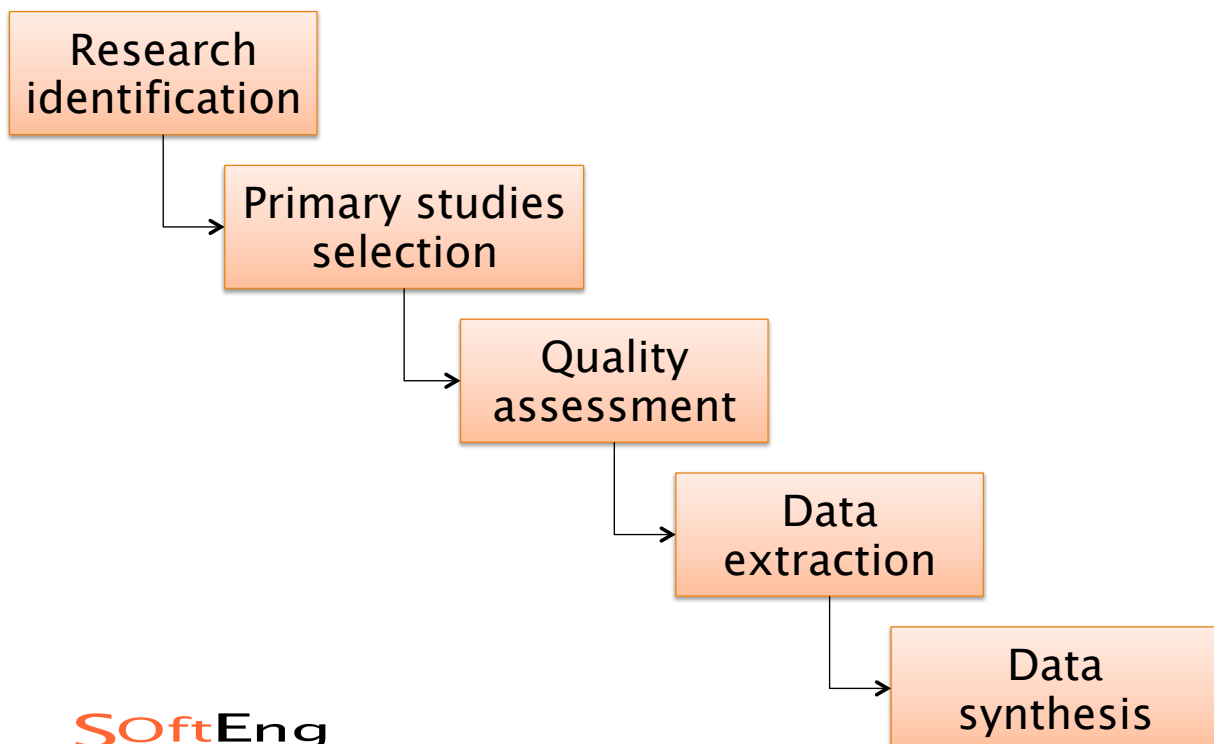 Research
identification
Primary studies
selection
Quality
assessment
Data
extraction
Data
synthesis
SOftEng